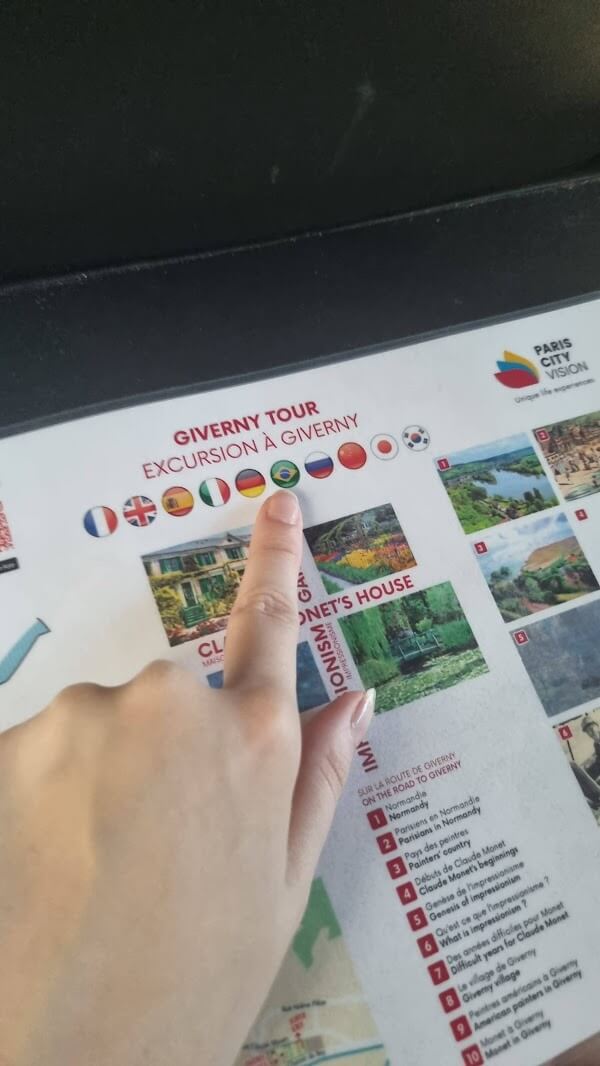 PARIS
CITY
VISION
Unique life experiences
GIVERNY TOUR
EXCURSION À GIVERNY
1
2
3
4
5
6
MONET'S HOUSE
IMPRESSIONISME
SUR LA ROUTE DE GIVERNY
ON THE ROAD TO GIVERNY
1 Normandie
Normandy
2 Parisiens en Normandie
Parisians in Normandy
3 Pays des peintres
Painters' country
4 Débuts de Claude Monet
Claude Monet's beginnings
5 Genèse de l'impressionnisme
Genesis of impressionism
6 Qu'est ce que l'impressionisme ?
What is impressionism ?
7 Des années difficiles pour Monet
Difficult years for Claude Monet
8 Le village de Giverny
Giverny village
9 Peintres américains à Giverny
American painters in Giverny
10 Monet à Giverny
Monet in Giverny